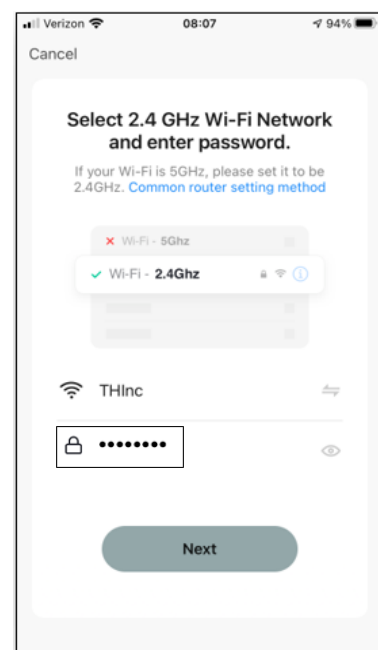 Verizon 08:07 94%
Cancel
Select 2.4 GHz Wi-Fi Network
and enter password.
If your Wi-Fi is 5GHz, please set it to be
2.4GHz. Common router setting method
Wi-Fi - 5Ghz
Wi-Fi - 2.4Ghz
THInc
••••••••
Next